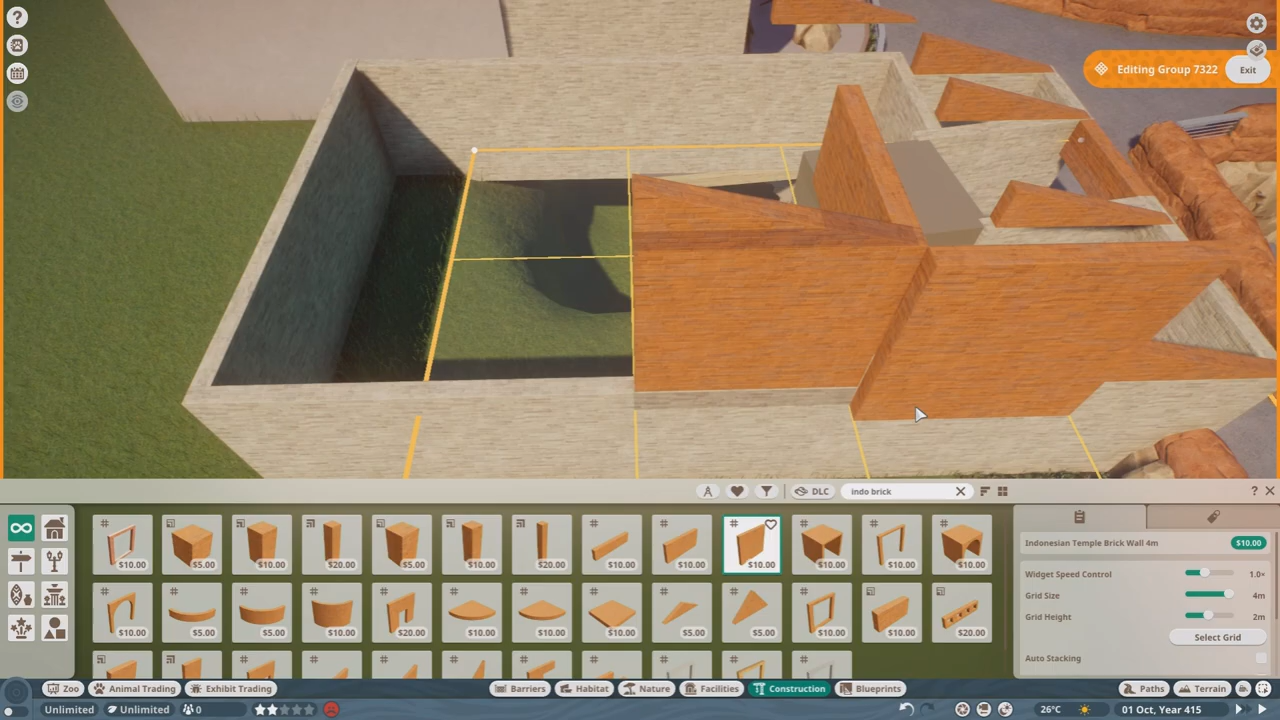 ?
Editing Group 7322
Exit
DLC
indo brick
? ×
$10.00 $5.00 $10.00 $20.00 $5.00 $10.00 $20.00 $10.00 $10.00 $10.00 $10.00 $10.00 $10.00
$10.00 $5.00 $5.00 $10.00 $20.00 $10.00 $10.00 $10.00 $5.00 $5.00 $10.00 $10.00 $20.00
Indonesian Temple Brick Wall 4m $10.00
Widget Speed Control 1.0×
Grid Size 4m
Grid Height 2m
Select Grid
Auto Stacking
Zoo Animal Trading Exhibit Trading Barriers Habitat Nature Facilities Construction Blueprints Paths Terrain
Unlimited Unlimited 0 26°C 01 Oct, Year 415